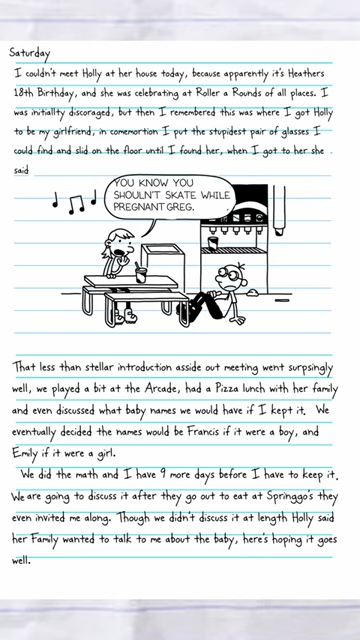 Saturday
I couldn't meet Holly at her house today, because apparently it's Heathers
18th Birthday, and she was celebrating at Roller a Rounds of all places. I
was initiallty discoraged, but then I remembered this was where I got Holly
to be my girlfriend, in comemortion I put the stupidest pair of glasses I
could find and slid on the floor until I found her, when I got to her she
said
YOU KNOW YOU
SHOULN'T SKATE WHILE
PREGNANT GREG.
That less than stellar introduction asside out meeting went surpsingly
well, we played a bit at the Arcade, had a Pizza lunch with her family
and even discussed what baby names we would have if I kept it. We
eventually decided the names would be Francis if it were a boy, and
Emily if it were a girl.
We did the math and I have 9 more days before I have to keep it.
We are going to discuss it after they go out to eat at Springgo's they
even invited me along. Though we didn't discuss it at length Holly said
her Family wanted to talk to me about the baby, here's hoping it goes
well.